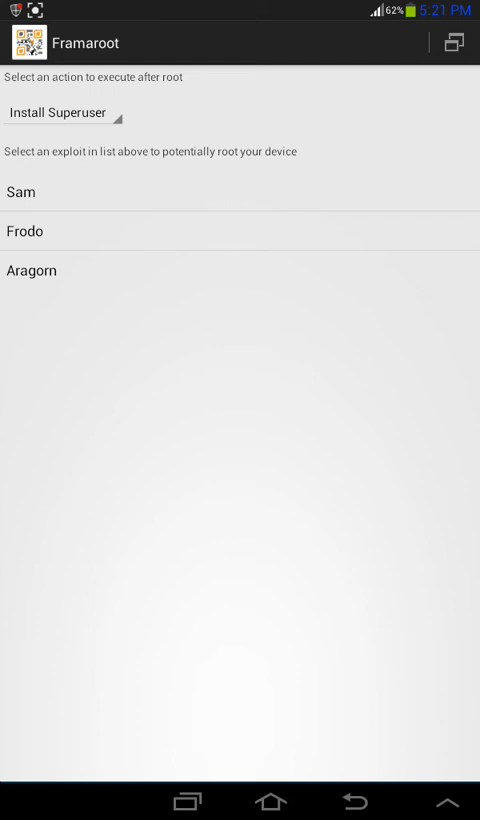 62% 5:21 PM
Framaroot
Select an action to execute after root
Install Superuser
Select an exploit in list above to potentially root your device
Sam
Frodo
Aragorn